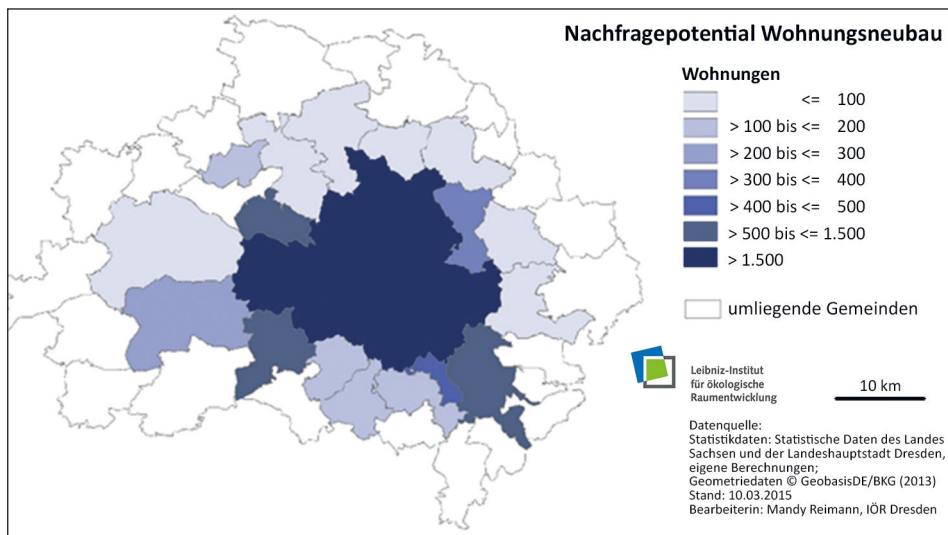 Nachfragepotential Wohnungsneubau
Wohnungen
<= 100
> 100 bis <= 200
> 200 bis <= 300
> 300 bis <= 400
> 400 bis <= 500
> 500 bis <= 1.500
> 1.500
umliegende Gemeinden
Leibniz-Institut
für ökologische
Raumentwicklung
10 km
Datenquelle:
Statistikdaten: Statistische Daten des Landes
Sachsen und der Landeshauptstadt Dresden,
eigene Berechnungen;
Geometriedaten © GeobasisDE/BKG (2013)
Stand: 10.03.2015
Bearbeiterin: Mandy Reimann, IÖR Dresden